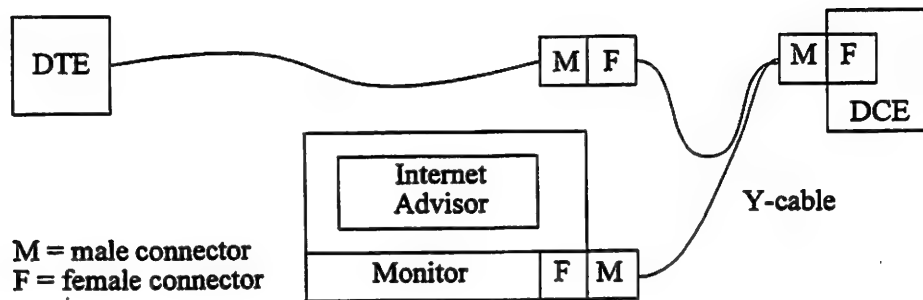 DTE
M F
M F
DCE
Internet
Advisor
Y-cable
M = male connector
F = female connector
Monitor
F M